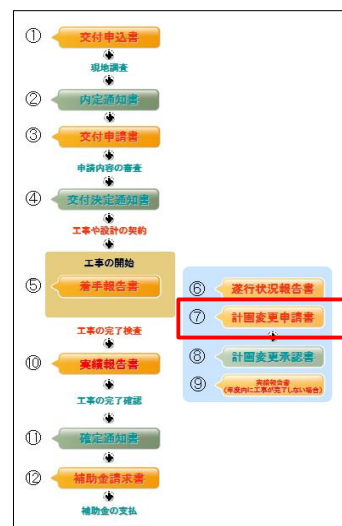 ① 交付申込書
現地調査
② 内定通知書
③ 交付申請書
申請内容の審査
④ 交付決定通知書
工事や設計の契約
工事の開始
⑤ 着手報告書
工事の完了検査
⑩ 実績報告書
工事の完了確認
⑪ 確定通知書
⑫ 補助金請求書
補助金の支払
⑥ 遂行状況報告書
⑦ 計画変更申請書
⑧ 計画変更承認書
⑨ 実績報告書
(年度内に工事が完了しない場合)